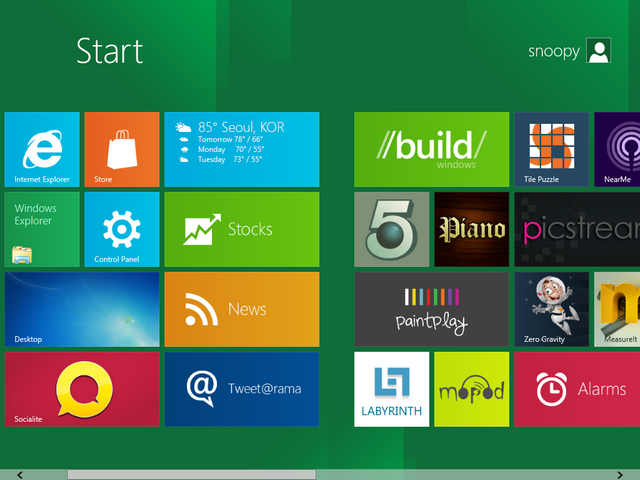 Start
snoopy
Internet Explorer
Store
85° Seoul, KOR
Tomorrow 78° / 66°
Monday 70° / 55°
Tuesday 73° / 55°
Windows
Explorer
Control Panel
Stocks
Desktop
News
Socialite
Tweet@rama
//build/
windows
Tile Puzzle
NearMe
5
Piano
picstream
paintplay
Zero Gravity
MeasureIt
LABYRINTH
mopod
Alarms